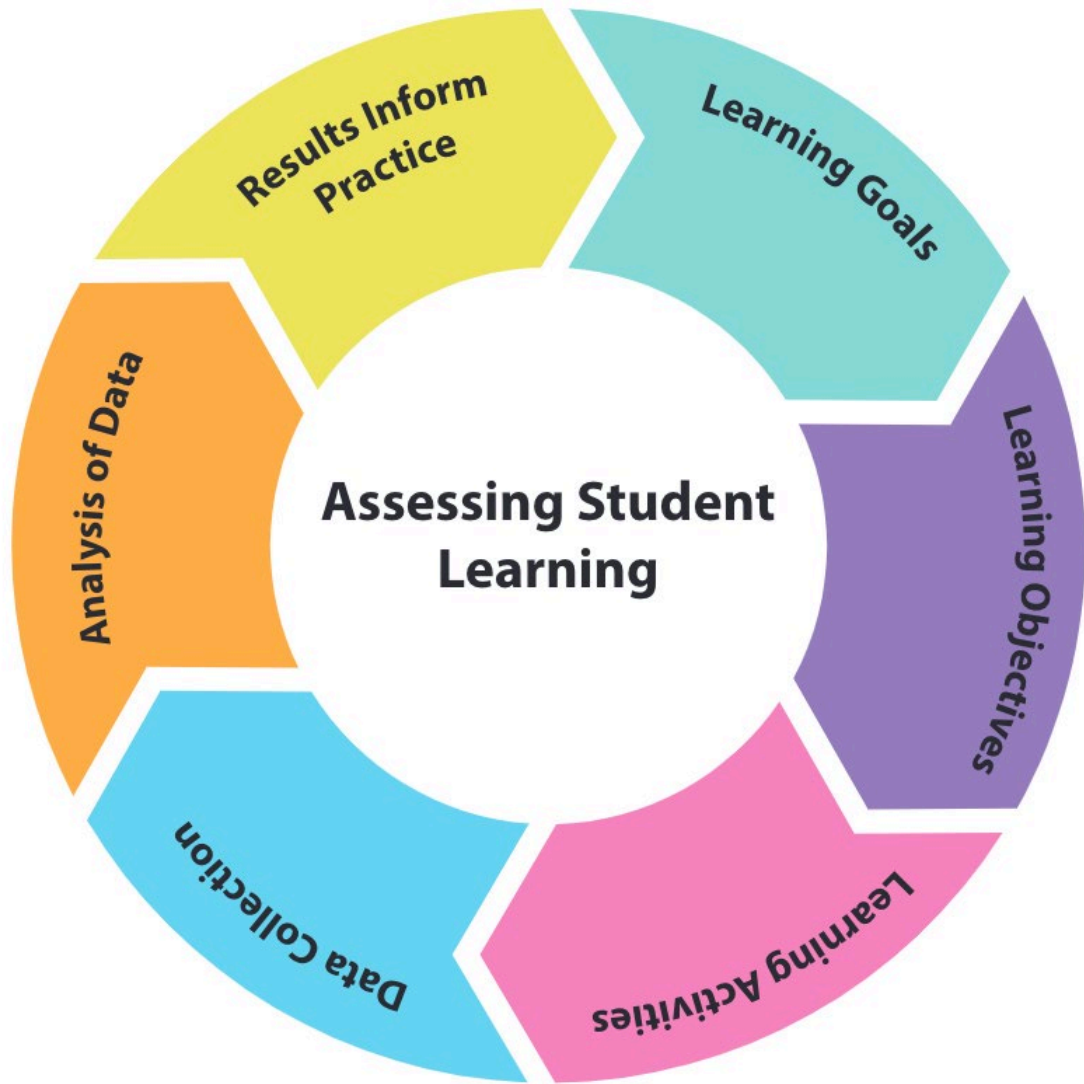 Results Inform
Practice
Learning Goals
Learning Objectives
Learning Activities
Data Collection
Analysis of Data
Assessing Student
Learning